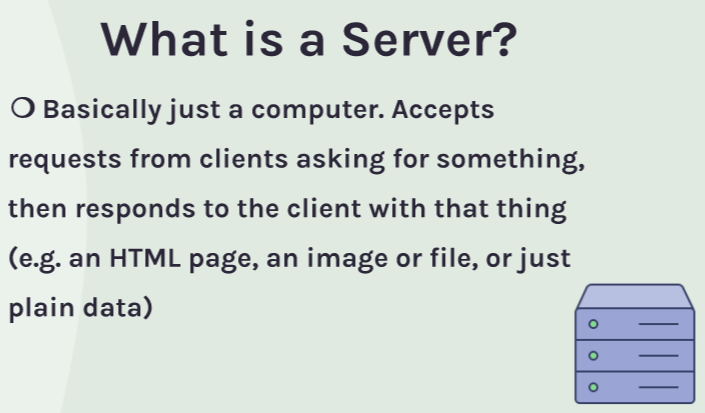 What is a Server?
❍ Basically just a computer. Accepts
requests from clients asking for something,
then responds to the client with that thing
(e.g. an HTML page, an image or file, or just
plain data)